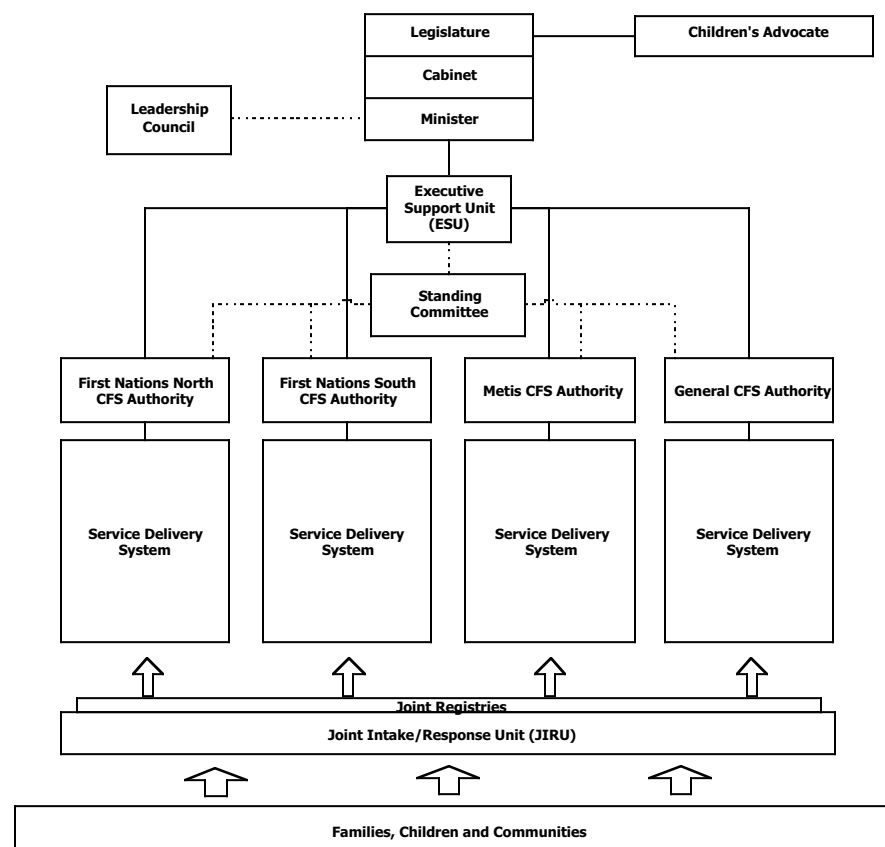 Legislature
Children's Advocate
Cabinet
Leadership
Council
Minister
Executive
Support Unit
(ESU)
Standing
Committee
First Nations North
CFS Authority
First Nations South
CFS Authority
Metis CFS Authority
General CFS Authority
Service Delivery
System
Service Delivery
System
Service Delivery
System
Service Delivery
System
Joint Registries
Joint Intake/Response Unit (JIRU)
Families, Children and Communities